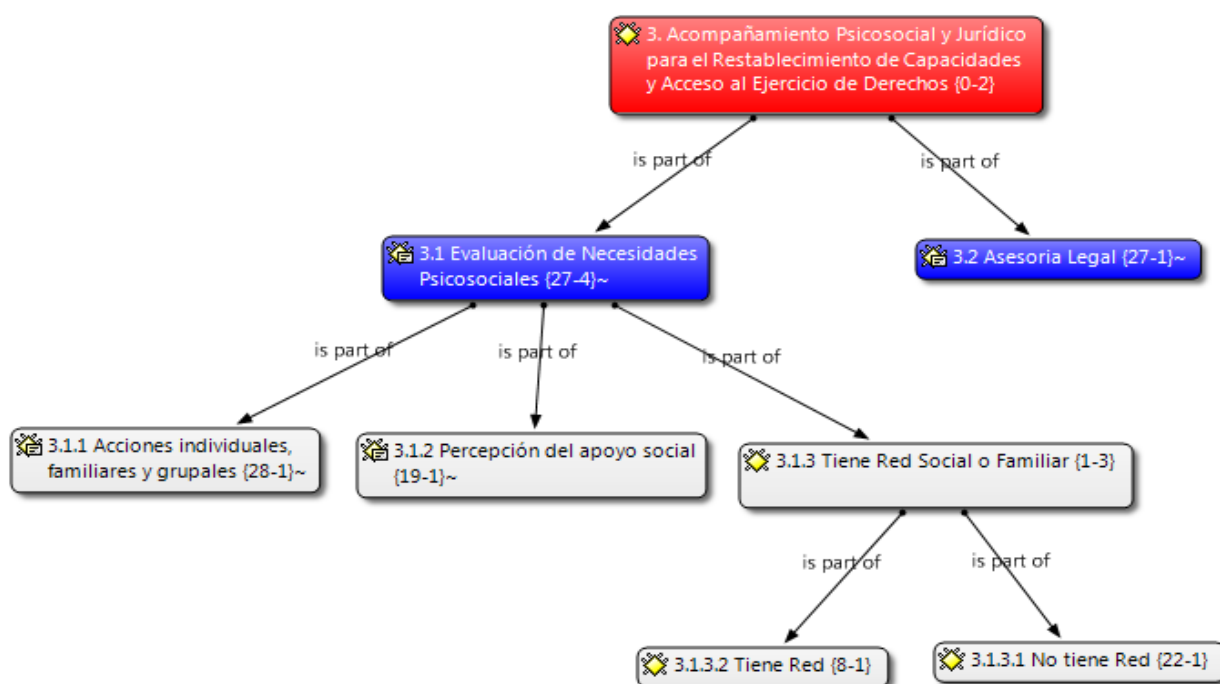 3. Acompañamiento Psicosocial y Jurídico
para el Restablecimiento de Capacidades
y Acceso al Ejercicio de Derechos {0-2}
is part of
is part of
3.1 Evaluación de Necesidades
Psicosociales {27-4}~
3.2 Asesoria Legal {27-1}~
is part of
is part of
is part of
3.1.1 Acciones individuales,
familiares y grupales {28-1}~
3.1.2 Percepción del apoyo social
{19-1}~
3.1.3 Tiene Red Social o Familiar {1-3}
is part of
is part of
3.1.3.2 Tiene Red {8-1}
3.1.3.1 No tiene Red {22-1}